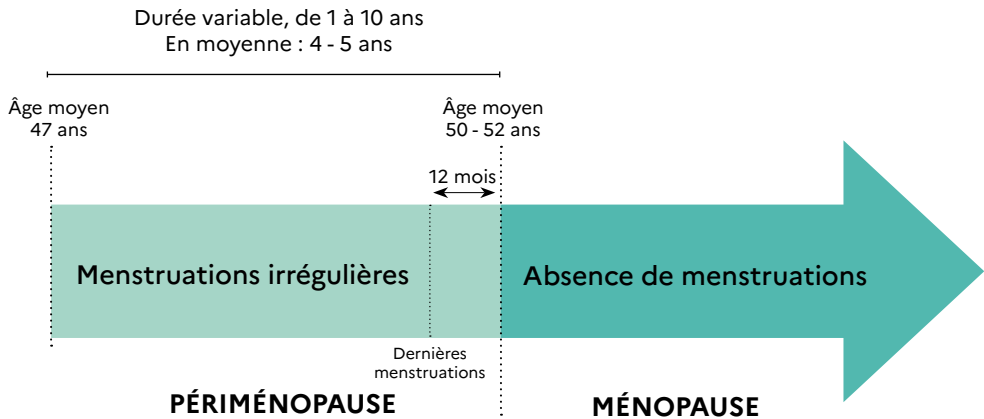 Durée variable, de 1 à 10 ans
En moyenne : 4 - 5 ans
Âge moyen
47 ans
Âge moyen
50 - 52 ans
12 mois
Menstruations irrégulières
Absence de menstruations
Dernières
menstruations
PÉRIMÉNOPAUSE
MÉNOPAUSE